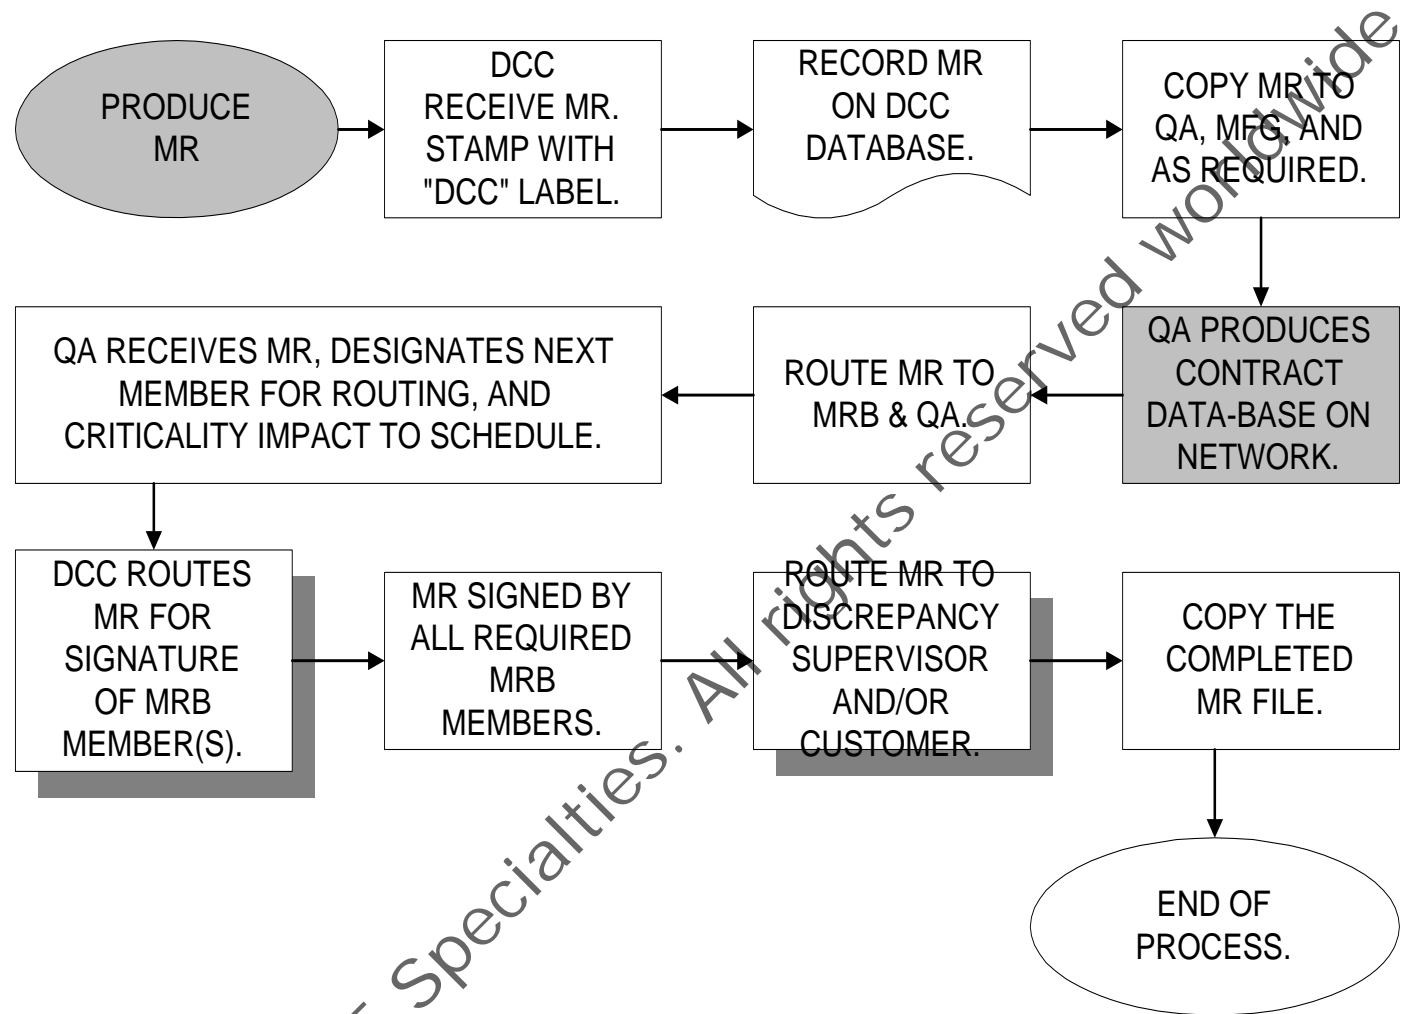 PRODUCE
MR
DCC
RECEIVE MR.
STAMP WITH
"DCC" LABEL.
RECORD MR
ON DCC
DATABASE.
COPY MR TO
QA, MFG, AND
AS REQUIRED.
QA PRODUCES
CONTRACT
DATA-BASE ON
NETWORK.
ROUTE MR TO
MRB & QA.
QA RECEIVES MR, DESIGNATES NEXT
MEMBER FOR ROUTING, AND
CRITICALITY IMPACT TO SCHEDULE.
DCC ROUTES
MR FOR
SIGNATURE
OF MRB
MEMBER(S).
MR SIGNED BY
ALL REQUIRED
MRB
MEMBERS.
ROUTE MR TO
DISCREPANCY
SUPERVISOR
AND/OR
CUSTOMER.
COPY THE
COMPLETED
MR FILE.
END OF
PROCESS.
Specialties. All rights reserved worldwide